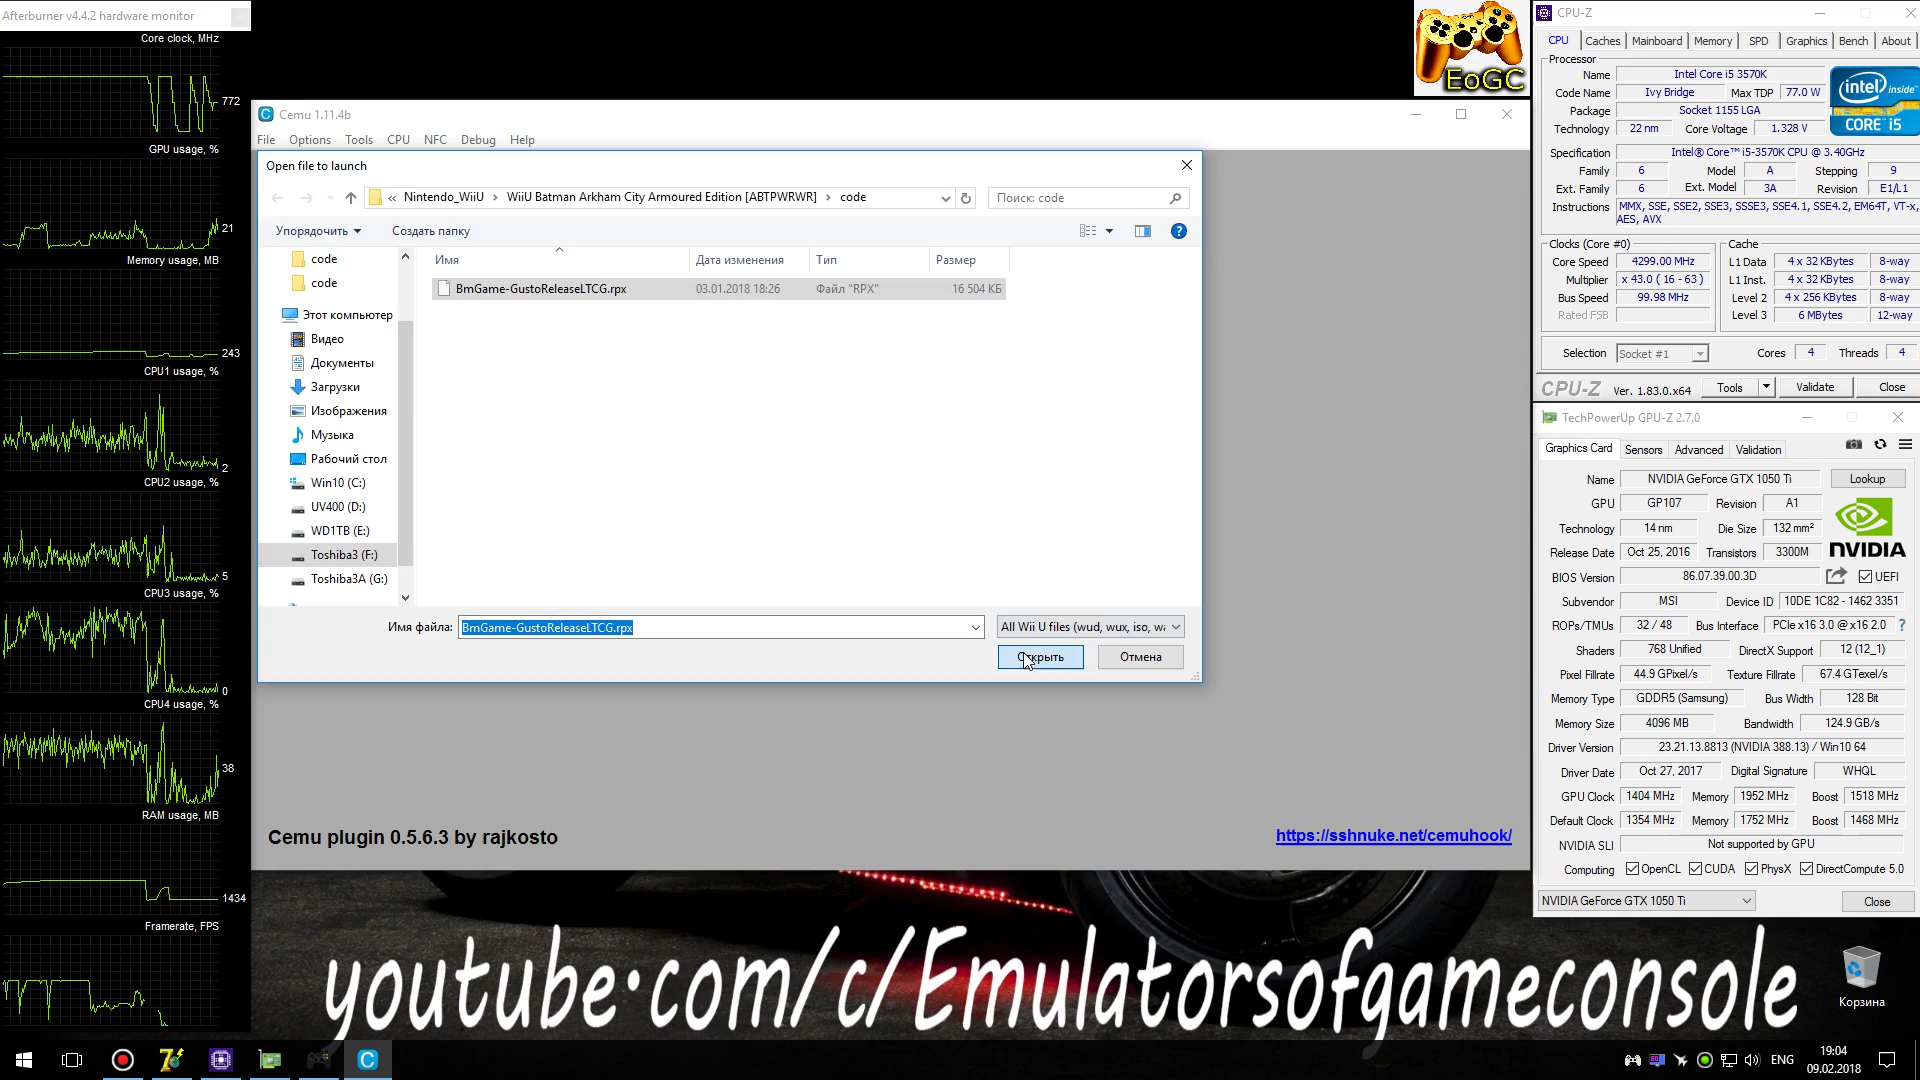 Afterburner v4.4.2 hardware monitor
Core clock, MHz
772
GPU usage, %
21
Memory usage, MB
243
CPU1 usage, %
2
CPU2 usage, %
5
CPU3 usage, %
0
CPU4 usage, %
38
RAM usage, MB
1434
Framerate, FPS
EoGC
Cemu 1.11.4b
File Options Tools CPU NFC Debug Help
Open file to launch
« Nintendo_WiiU › WiiU Batman Arkham City Armoured Edition [ABTPWRWR] › code
Поиск: code
Упорядочить Создать папку
Имя Дата изменения Тип Размер
BmGame-GustoReleaseLTCG.rpx 03.01.2018 18:26 Файл "RPX" 16 504 КБ
code
code
Этот компьютер
Видео
Документы
Загрузки
Изображения
Музыка
Рабочий стол
Win10 (C:)
UV400 (D:)
WD1TB (E:)
Toshiba3 (F:)
Toshiba3A (G:)
Имя файла: BmGame-GustoReleaseLTCG.rpx
All Wii U files (wud, wux, iso,
Открыть Отмена
Cemu plugin 0.5.6.3 by rajkosto
https://sshnuke.net/cemuhook/
CPU-Z
CPU Caches Mainboard Memory SPD Graphics Bench About
Processor
Name Intel Core i5 3570K
Code Name Ivy Bridge Max TDP 77.0 W
Package Socket 1155 LGA
Technology 22 nm Core Voltage 1.328 V
intel inside
CORE i5
Specification Intel® Core™ i5-3570K CPU @ 3.40GHz
Family 6 Model A Stepping 9
Ext. Family 6 Ext. Model 3A Revision E1/L1
Instructions MMX, SSE, SSE2, SSE3, SSSE3, SSE4.1, SSE4.2, EM64T, VT-x,
AES, AVX
Clocks (Core #0) Cache
Core Speed 4299.00 MHz L1 Data 4 x 32 KBytes 8-way
Multiplier x 43.0 ( 16 - 63 ) L1 Inst. 4 x 32 KBytes 8-way
Bus Speed 99.98 MHz Level 2 4 x 256 KBytes 8-way
Rated FSB Level 3 6 MBytes 12-way
Selection Socket #1 Cores 4 Threads 4
CPU-Z Ver. 1.83.0.x64 Tools Validate Close
TechPowerUp GPU-Z 2.7.0
Graphics Card Sensors Advanced Validation
Name NVIDIA GeForce GTX 1050 Ti Lookup
GPU GP107 Revision A1
Technology 14 nm Die Size 132 mm²
Release Date Oct 25, 2016 Transistors 3300M
NVIDIA
BIOS Version 86.07.39.00.3D UEFI
Subvendor MSI Device ID 10DE 1C82 - 1462 3351
ROPs/TMUs 32 / 48 Bus Interface PCIe x16 3.0 @ x16 2.0 ?
Shaders 768 Unified DirectX Support 12 (12_1)
Pixel Fillrate 44.9 GPixel/s Texture Fillrate 67.4 GTexel/s
Memory Type GDDR5 (Samsung) Bus Width 128 Bit
Memory Size 4096 MB Bandwidth 124.9 GB/s
Driver Version 23.21.13.8813 (NVIDIA 388.13) / Win10 64
Driver Date Oct 27, 2017 Digital Signature WHQL
GPU Clock 1404 MHz Memory 1952 MHz Boost 1518 MHz
Default Clock 1354 MHz Memory 1752 MHz Boost 1468 MHz
NVIDIA SLI Not supported by GPU
Computing OpenCL CUDA PhysX DirectCompute 5.0
NVIDIA GeForce GTX 1050 Ti Close
youtube.com/c/Emulatorsofgameconsole
Корзина
ENG
19:04
09.02.2018